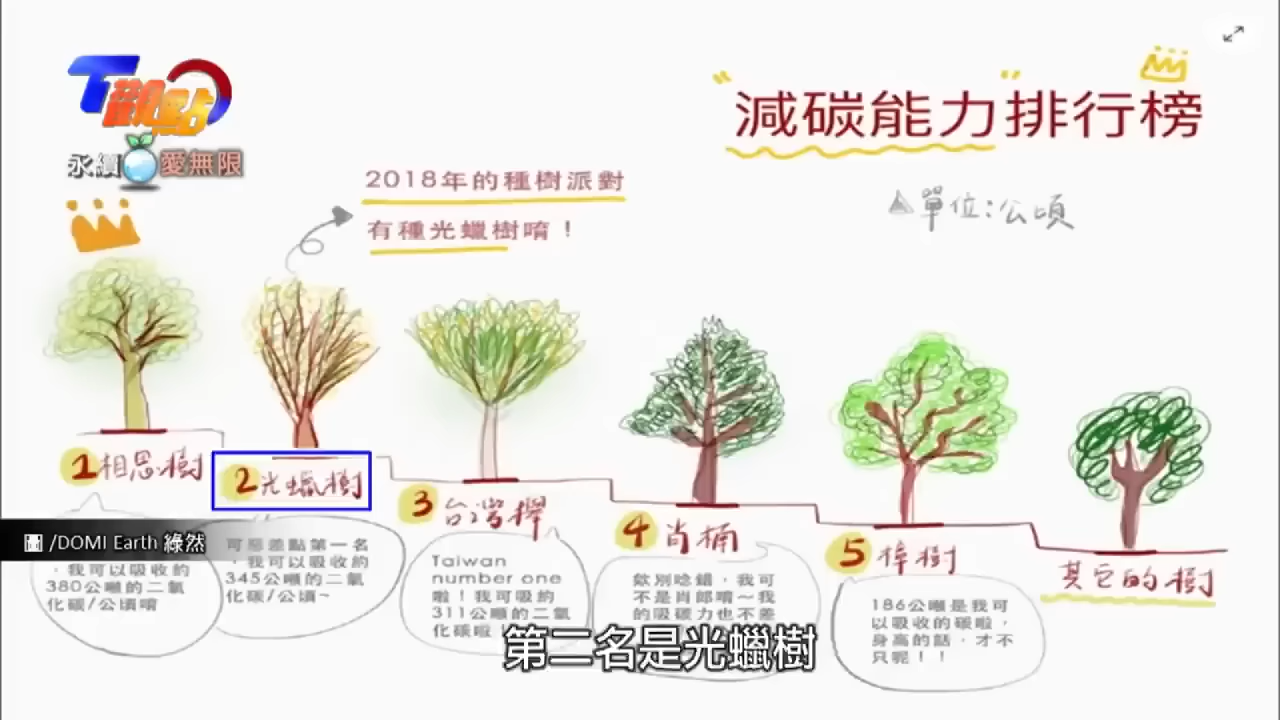 T觀點
永續愛無限
"減碳能力"排行榜
單位:公頃
2018年的種樹派對
有種光蠟樹唷！
1相思樹
2光蠟樹
3台灣櫸
4肖楠
5樟樹
其它的樹
圖/DOMI Earth 綠然
，我可以吸收約
380公噸的二氧
化碳/公頃唷
可惡差點第一名
，我可以吸收約
345公噸的二氧
化碳/公頃~
Taiwan
number one
啦！我可吸約
311公噸的二氧
化碳啦
欸別唸錯，我可
不是肖郎唷~我
的吸碳力也不差
186公噸是我可
以吸收的碳啦，
身高的話，才不
只呢！！
第二名是光蠟樹